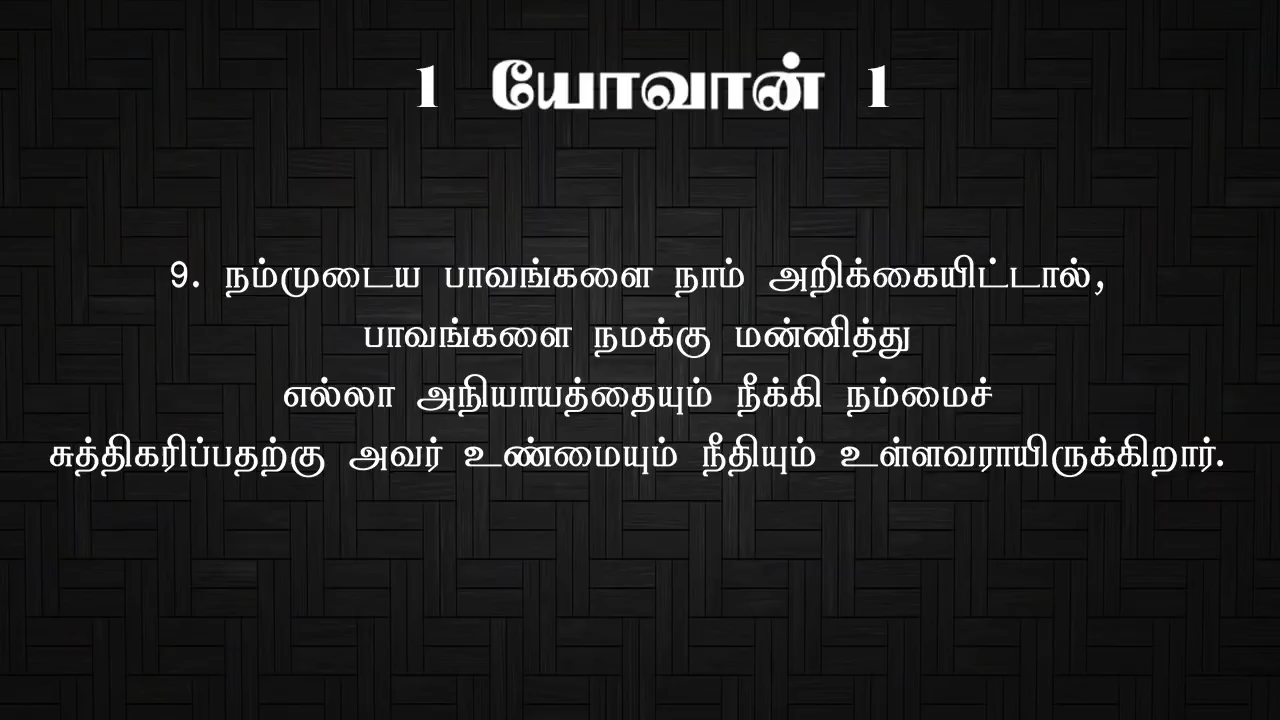 1 யோவான் 1
9. நம்முடைய பாவங்களை நாம் அறிக்கையிட்டால்,
பாவங்களை நமக்கு மன்னித்து
எல்லா அநியாயத்தையும் நீக்கி நம்மைச்
சுத்திகரிப்பதற்கு அவர் உண்மையும் நீதியும் உள்ளவராயிருக்கிறார்.